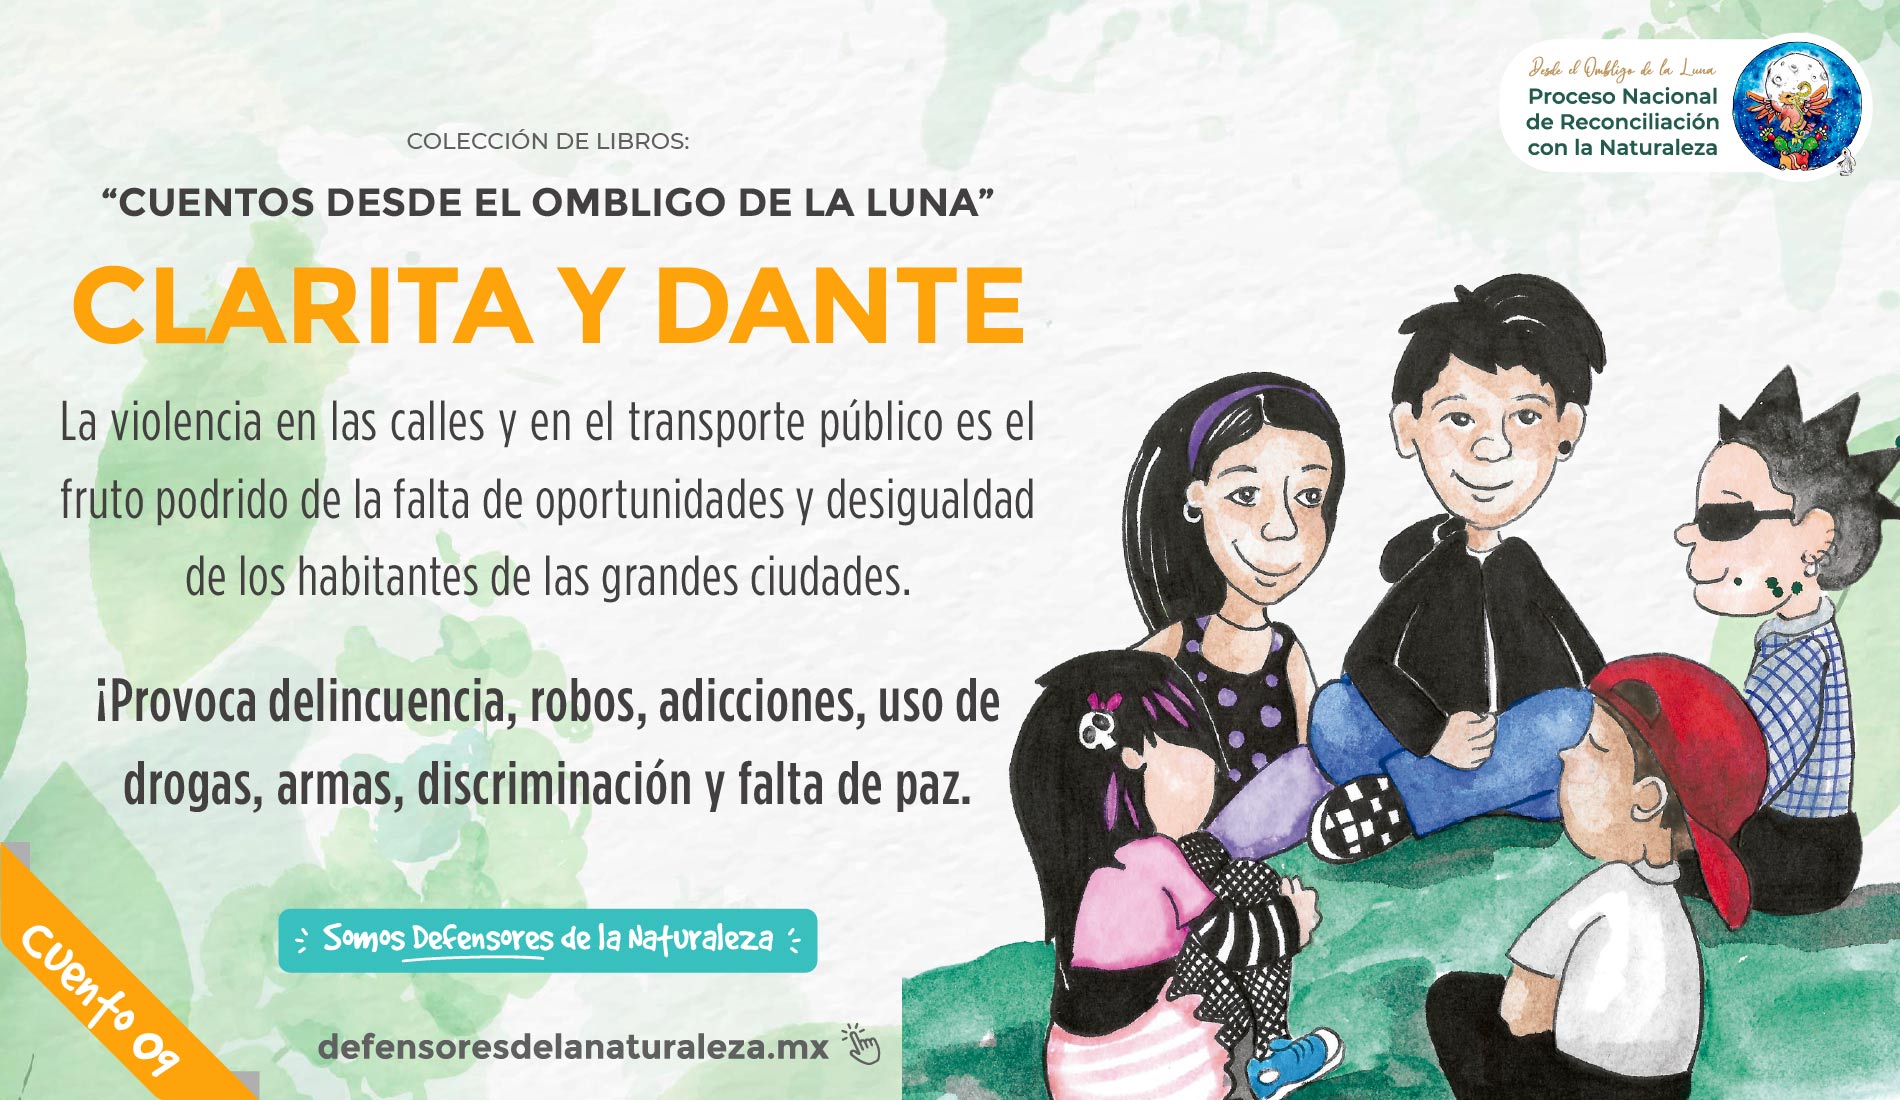 Desde el Ombligo de la Luna
Proceso Nacional
de Reconciliación
con la Naturaleza
COLECCIÓN DE LIBROS:
“CUENTOS DESDE EL OMBLIGO DE LA LUNA”
CLARITA Y DANTE
La violencia en las calles y en el transporte público es el
fruto podrido de la falta de oportunidades y desigualdad
de los habitantes de las grandes ciudades.
¡Provoca delincuencia, robos, adicciones, uso de
drogas, armas, discriminación y falta de paz.
Somos Defensores de la Naturaleza
Cuento 09
defensoresdelanaturaleza.mx